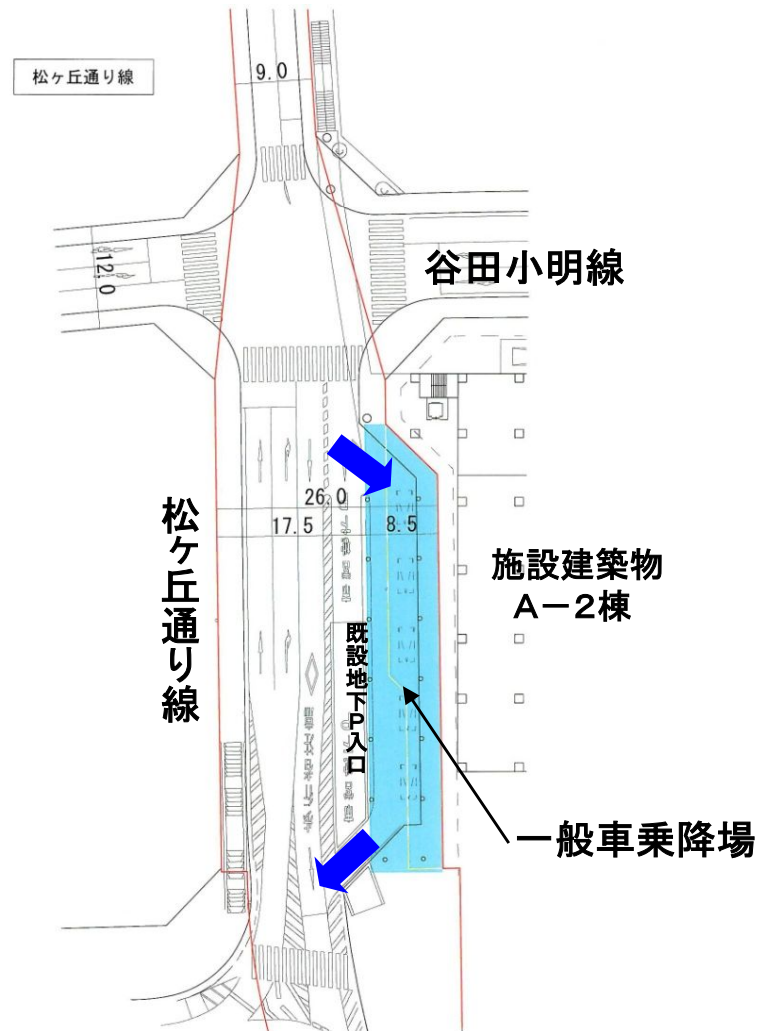 松ヶ丘通り線
9.0
12.0
谷田小明線
26.0
17.5
8.5
松ヶ丘通り線
施設建築物
A－2棟
既設地下P入口
一般車乗降場